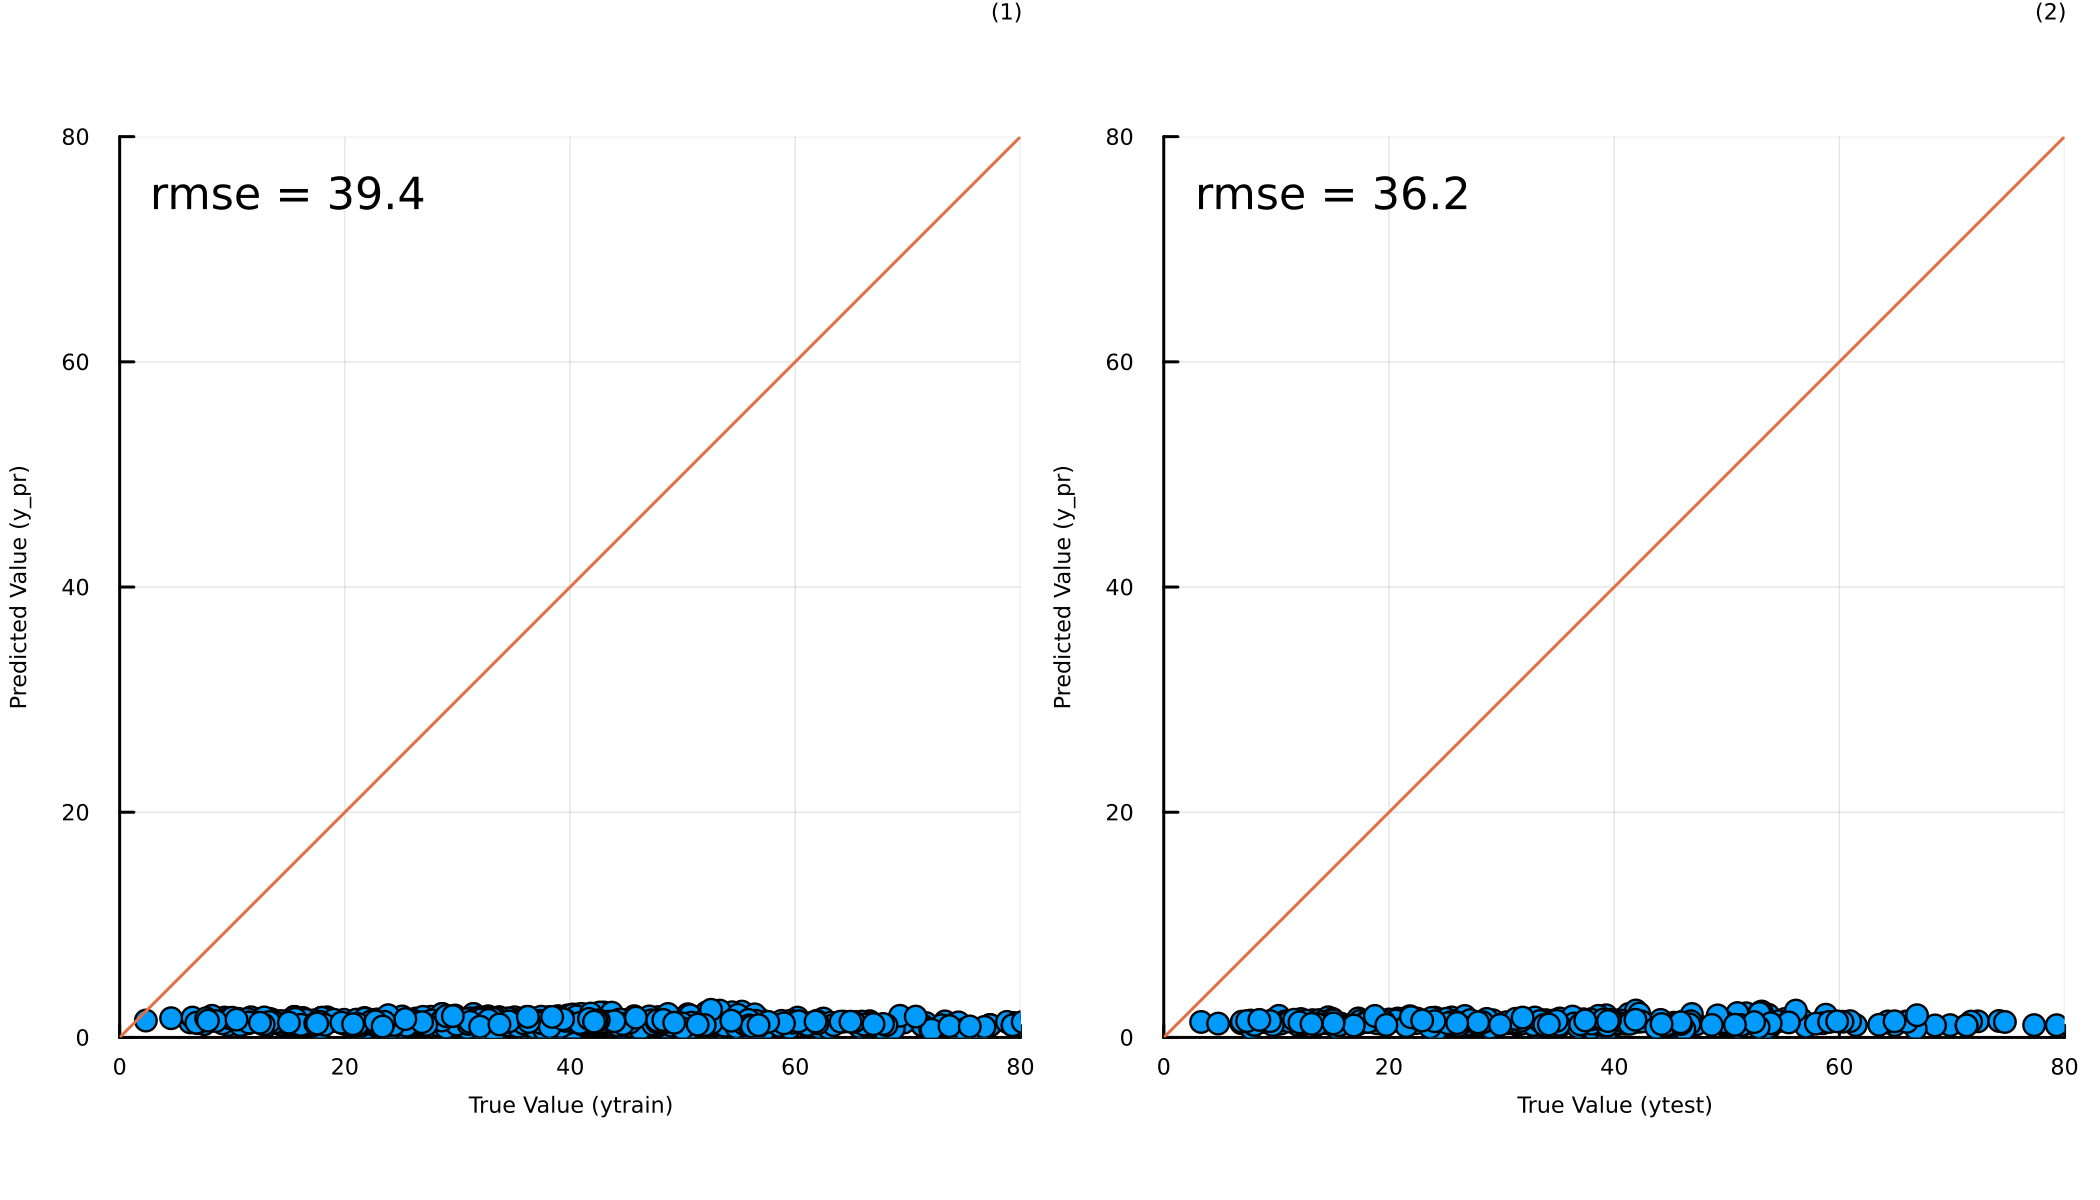 (1)
rmse = 39.4
Predicted Value (y_pr)
80
60
40
20
0
0 20 40 60 80
True Value (ytrain)
(2)
rmse = 36.2
Predicted Value (y_pr)
80
60
40
20
0
0 20 40 60 80
True Value (ytest)